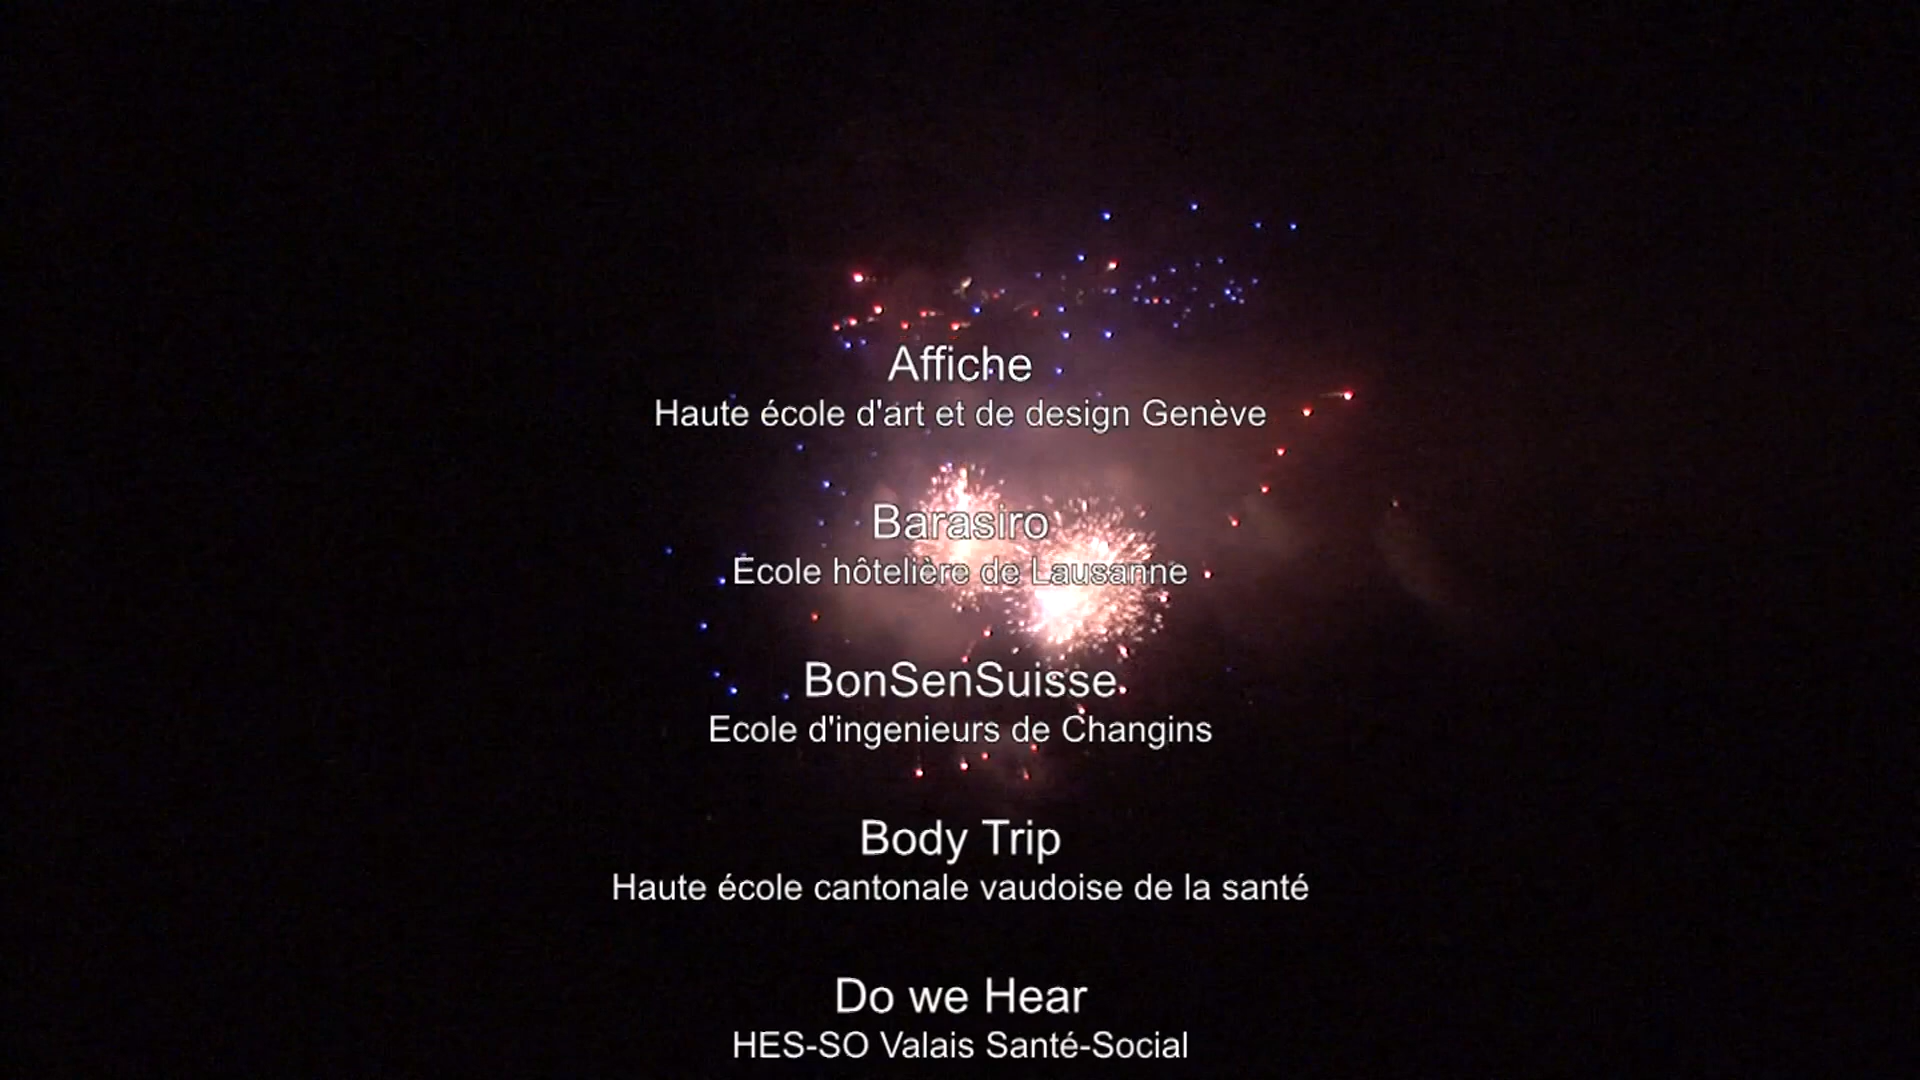 Affiche
Haute école d'art et de design Genève
Barasiro
Ecole hôtelière de Lausanne
BonSenSuisse
Ecole d'ingenieurs de Changins
Body Trip
Haute école cantonale vaudoise de la santé
Do we Hear
HES-SO Valais Santé-Social